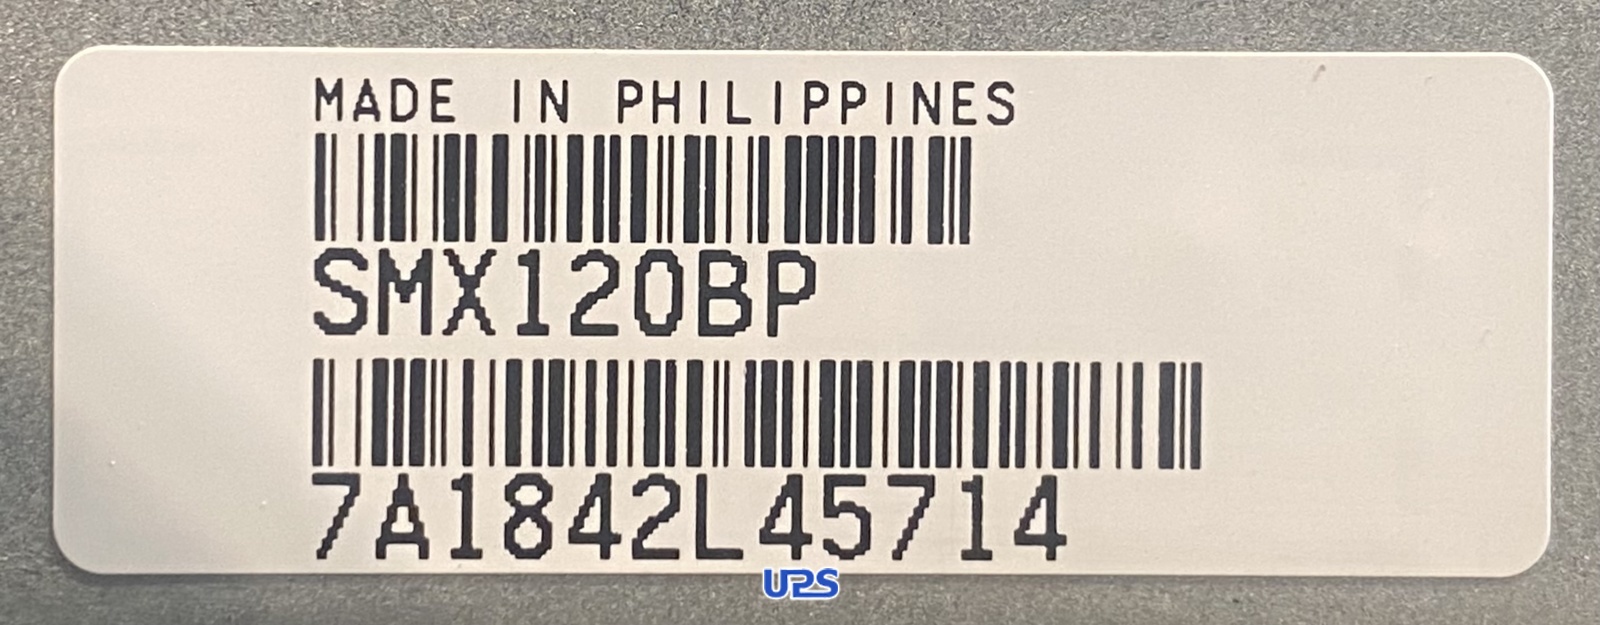 MADE IN PHILIPPINES
SMX120BP
7A1842L45714
UPS